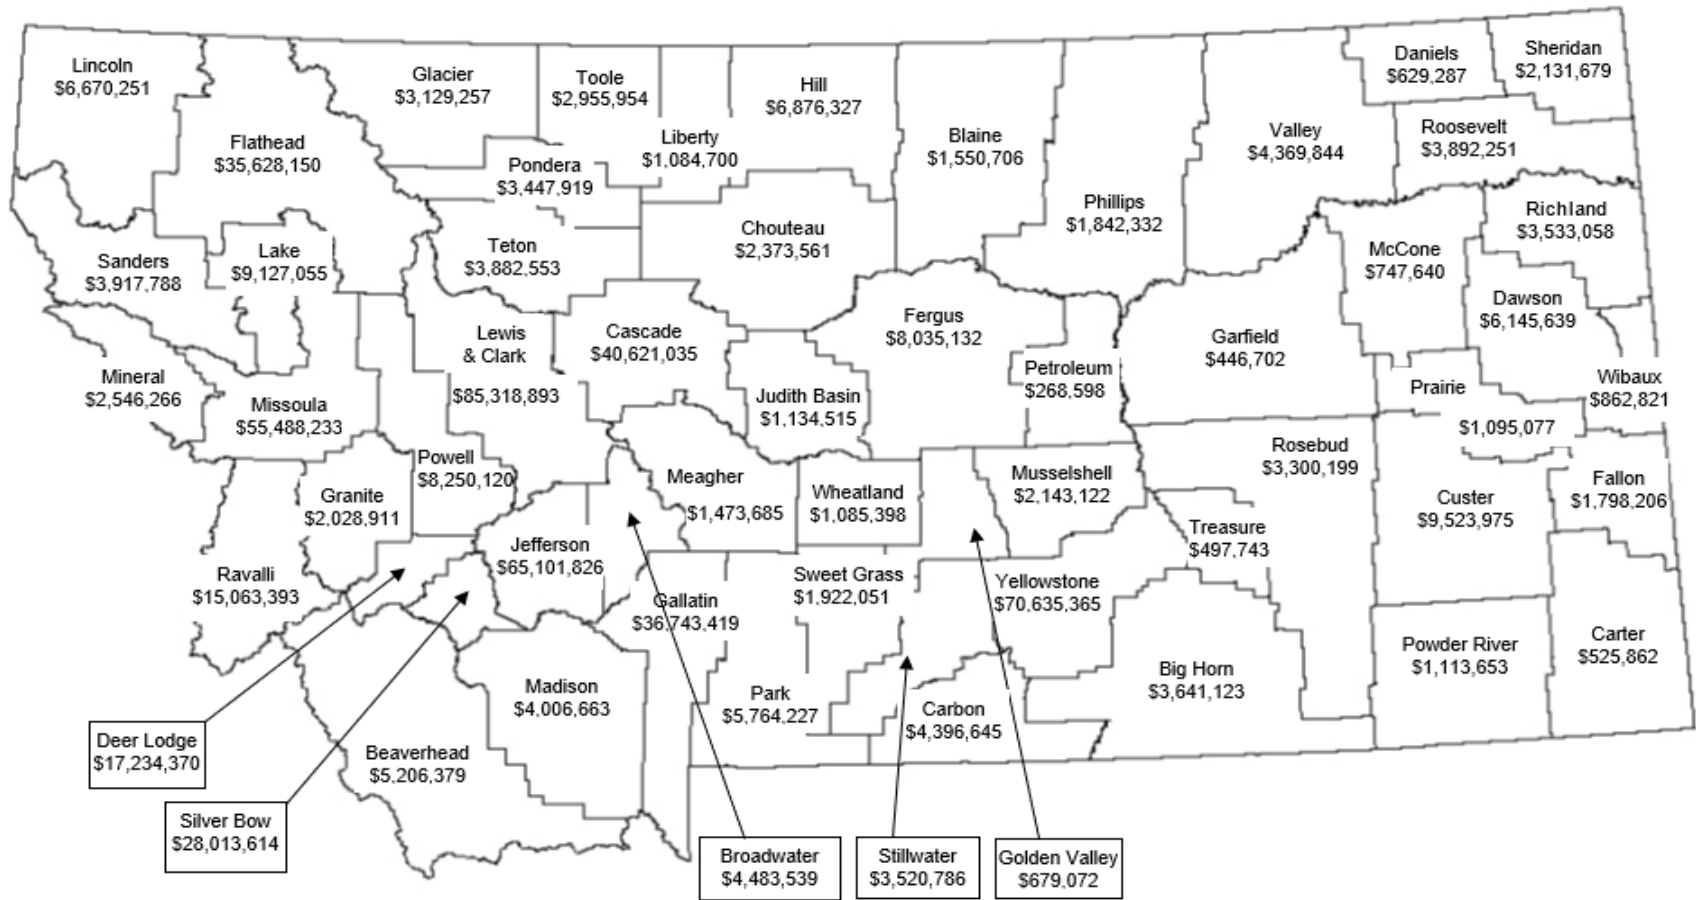 Lincoln
$6,670,251
Flathead
$35,628,150
Glacier
$3,129,257
Toole
$2,955,954
Liberty
$1,084,700
Hill
$6,876,327
Blaine
$1,550,706
Phillips
$1,842,332
Valley
$4,369,844
Daniels
$629,287
Sheridan
$2,131,679
Roosevelt
$3,892,251
Pondera
$3,447,919
Teton
$3,882,553
Chouteau
$2,373,561
Sanders
$3,917,788
Lake
$9,127,055
Richland
$3,533,058
McCone
$747,640
Dawson
$6,145,639
Lewis
& Clark
$85,318,893
Cascade
$40,621,035
Fergus
$8,035,132
Garfield
$446,702
Petroleum
$268,598
Judith Basin
$1,134,515
Mineral
$2,546,266
Missoula
$55,488,233
Prairie
$1,095,077
Wibaux
$862,821
Powell
$8,250,120
Granite
$2,028,911
Meagher
$1,473,685
Wheatland
$1,085,398
Musselshell
$2,143,122
Rosebud
$3,300,199
Custer
$9,523,975
Fallon
$1,798,206
Treasure
$497,743
Jefferson
$65,101,826
Ravalli
$15,063,393
Gallatin
$36,743,419
Sweet Grass
$1,922,051
Yellowstone
$70,635,365
Powder River
$1,113,653
Carter
$525,862
Big Horn
$3,641,123
Madison
$4,006,663
Park
$5,764,227
Carbon
$4,396,645
Beaverhead
$5,206,379
Deer Lodge
$17,234,370
Silver Bow
$28,013,614
Broadwater
$4,483,539
Stillwater
$3,520,786
Golden Valley
$679,072